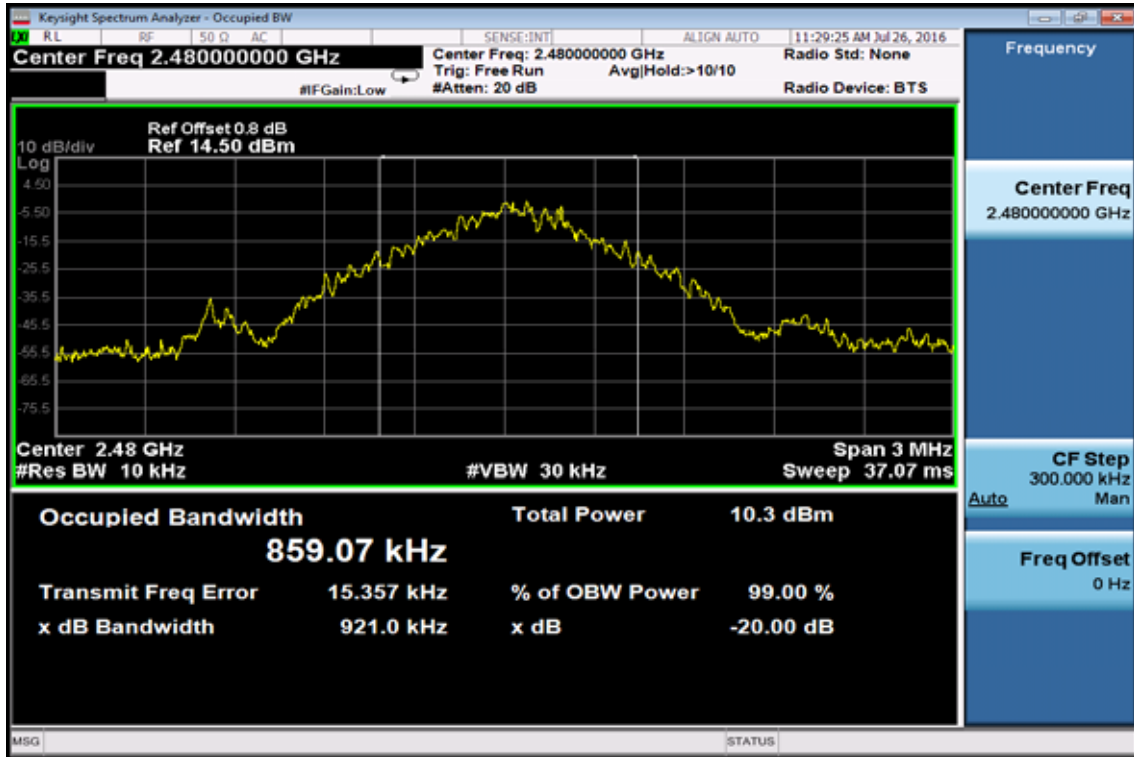 Keysight Spectrum Analyzer - Occupied BW
RL RF 50 Ω AC SENSE:INT ALIGN AUTO 11:29:25 AM Jul 26, 2016
Center Freq 2.480000000 GHz
Center Freq: 2.480000000 GHz Radio Std: None
Trig: Free Run Avg|Hold:>10/10
#IFGain:Low #Atten: 20 dB Radio Device: BTS
Ref Offset 0.8 dB
10 dB/div Ref 14.50 dBm
Log
4.50
-5.50
-15.5
-25.5
-35.5
-45.5
-55.5
-65.5
-75.5
Center 2.48 GHz Span 3 MHz
#Res BW 10 kHz #VBW 30 kHz Sweep 37.07 ms
Occupied Bandwidth Total Power 10.3 dBm
859.07 kHz
Transmit Freq Error 15.357 kHz % of OBW Power 99.00 %
x dB Bandwidth 921.0 kHz x dB -20.00 dB
MSG STATUS
Frequency
Center Freq
2.480000000 GHz
CF Step
300.000 kHz
Auto Man
Freq Offset
0 Hz